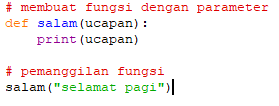 # membuat fungsi dengan parameter
def salam(ucapan):
    print(ucapan)

# pemanggilan fungsi
salam("selamat pagi")